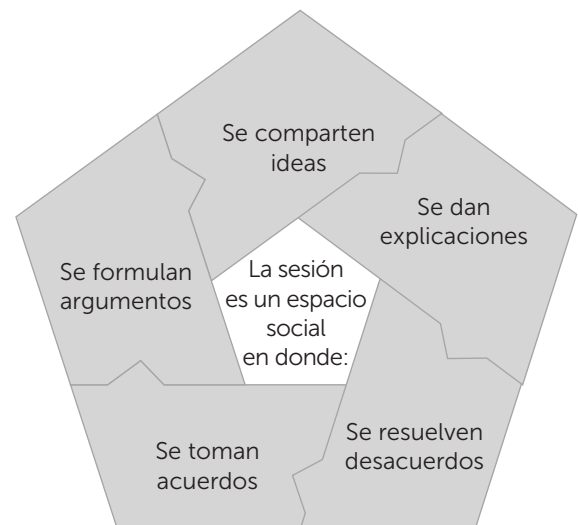 Se comparten
ideas
Se dan
explicaciones
Se formulan
argumentos
La sesión
es un espacio
social
en donde:
Se resuelven
desacuerdos
Se toman
acuerdos